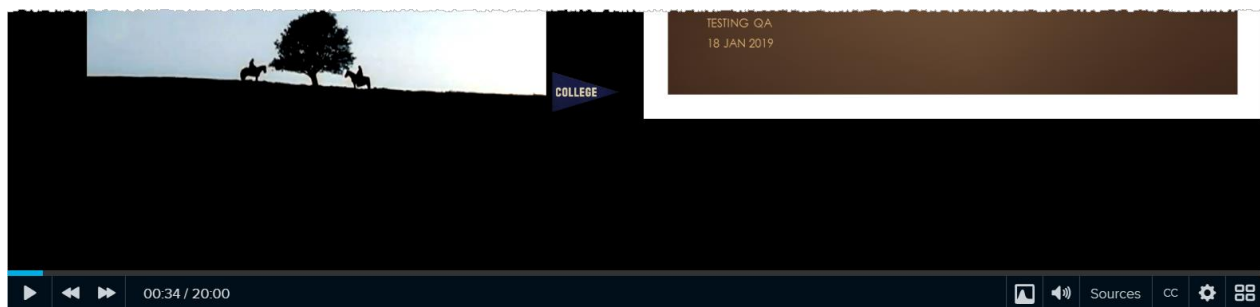 TESTING QA
18 JAN 2019
COLLEGE
00:34 / 20:00
Sources
CC